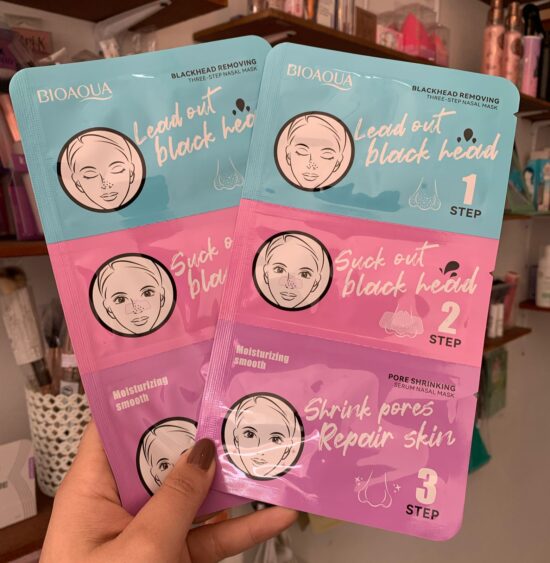 BIOAQUA
BLACKHEAD REMOVING
THREE-STEP NASAL MASK
Lead out
black hea
Suck out
bla
Moisturizing
smooth
BIOAQUA
BLACKHEAD REMOVING
THREE-STEP NASAL MASK
Lead out
black head
1
STEP
Suck out
black head
2
STEP
Moisturizing
smooth
PORE SHRINKING
SERUM NASAL MASK
Shrink pores
Repair skin
3
STEP